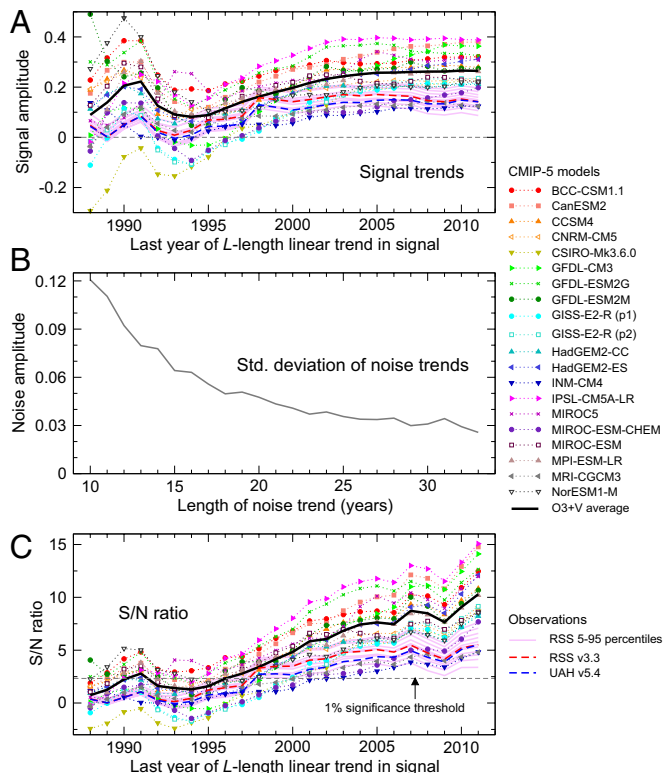 A
Signal amplitude
0.4
0.2
0
-0.2
Signal trends
1990
1995
2000
2005
2010
Last year of L-length linear trend in signal
B
Noise amplitude
0.12
0.09
0.06
0.03
0
Std. deviation of noise trends
10
15
20
25
30
Length of noise trend (years)
C
S/N ratio
15
10
5
0
S/N ratio
1% significance threshold
1990
1995
2000
2005
2010
Last year of L-length linear trend in signal
CMIP-5 models
BCC-CSM1.1
CanESM2
CCSM4
CNRM-CM5
CSIRO-Mk3.6.0
GFDL-CM3
GFDL-ESM2G
GFDL-ESM2M
GISS-E2-R (p1)
GISS-E2-R (p2)
HadGEM2-CC
HadGEM2-ES
INM-CM4
IPSL-CM5A-LR
MIROC5
MIROC-ESM-CHEM
MIROC-ESM
MPI-ESM-LR
MRI-CGCM3
NorESM1-M
O3+V average
Observations
RSS 5-95 percentiles
RSS v3.3
UAH v5.4